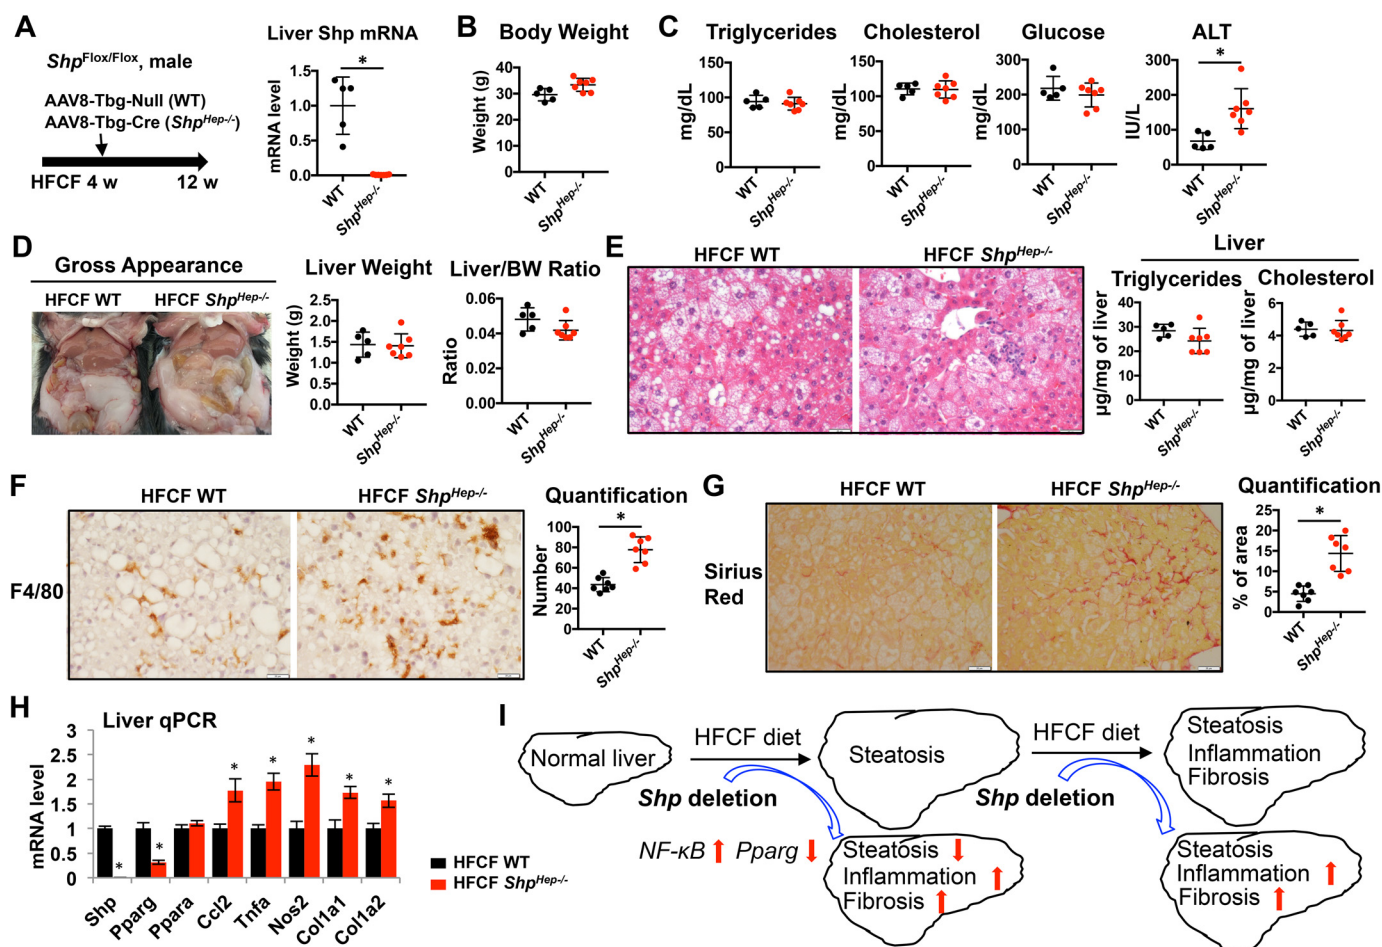 A
Shp^Flox/Flox, male
AAV8-Tbg-Null (WT)
AAV8-Tbg-Cre (Shp^Hep-/-)
HFCF 4 w
12 w
Liver Shp mRNA
*
mRNA level
1.5
1.0
0.5
0.0
WT
Shp^Hep-/-
B
Body Weight
Weight (g)
40
30
20
10
0
WT
Shp^Hep-/-
C
Triglycerides
mg/dL
150
100
50
0
WT
Shp^Hep-/-
Cholesterol
mg/dL
150
100
50
0
WT
Shp^Hep-/-
Glucose
mg/dL
300
200
100
0
WT
Shp^Hep-/-
ALT
*
IU/L
300
200
100
0
WT
Shp^Hep-/-
D
Gross Appearance
HFCF WT
HFCF Shp^Hep-/-
Liver Weight
Weight (g)
2.5
2.0
1.5
1.0
0.5
0.0
WT
Shp^Hep-/-
Liver/BW Ratio
Ratio
0.06
0.04
0.02
0.00
WT
Shp^Hep-/-
E
HFCF WT
HFCF Shp^Hep-/-
Liver
Triglycerides
µg/mg of liver
40
30
20
10
0
WT
Shp^Hep-/-
Cholesterol
µg/mg of liver
6
4
2
0
WT
Shp^Hep-/-
F
HFCF WT
HFCF Shp^Hep-/-
F4/80
Quantification
*
Number
100
80
60
40
20
0
WT
Shp^Hep-/-
G
HFCF WT
HFCF Shp^Hep-/-
Sirius
Red
Quantification
*
% of area
25
20
15
10
5
0
WT
Shp^Hep-/-
H
Liver qPCR
mRNA level
3
2.5
2
1.5
1
0.5
0
*
*
*
*
*
*
*
Shp
Pparg
Ppara
Ccl2
Tnfa
Nos2
Col1a1
Col1a2
HFCF WT
HFCF Shp^Hep-/-
I
Normal liver
HFCF diet
Shp deletion
Steatosis
HFCF diet
Shp deletion
Steatosis
Inflammation
Fibrosis
NF-κB
Pparg
Steatosis
Inflammation
Fibrosis
Steatosis
Inflammation
Fibrosis